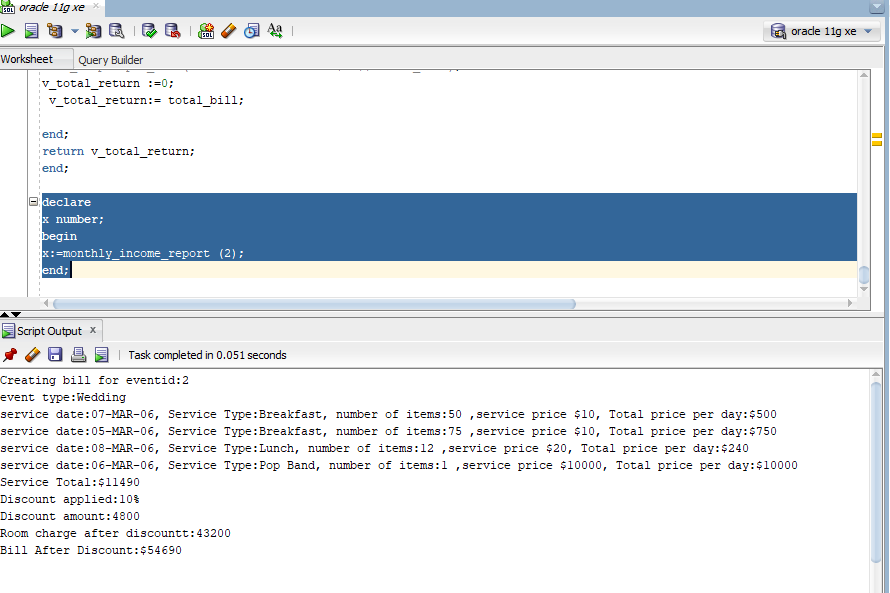 oracle 11g xe
oracle 11g xe
Worksheet
Query Builder
v_total_return :=0;
v_total_return:= total_bill;
end;
return v_total_return;
end;
declare
x number;
begin
x:=monthly_income_report (2);
end;
Script Output x
Task completed in 0.051 seconds
Creating bill for eventid:2
event type:Wedding
service date:07-MAR-06, Service Type:Breakfast, number of items:50 ,service price $10, Total price per day:$500
service date:05-MAR-06, Service Type:Breakfast, number of items:75 ,service price $10, Total price per day:$750
service date:08-MAR-06, Service Type:Lunch, number of items:12 ,service price $20, Total price per day:$240
service date:06-MAR-06, Service Type:Pop Band, number of items:1 ,service price $10000, Total price per day:$10000
Service Total:$11490
Discount applied:10%
Discount amount:4800
Room charge after discountt:43200
Bill After Discount:$54690